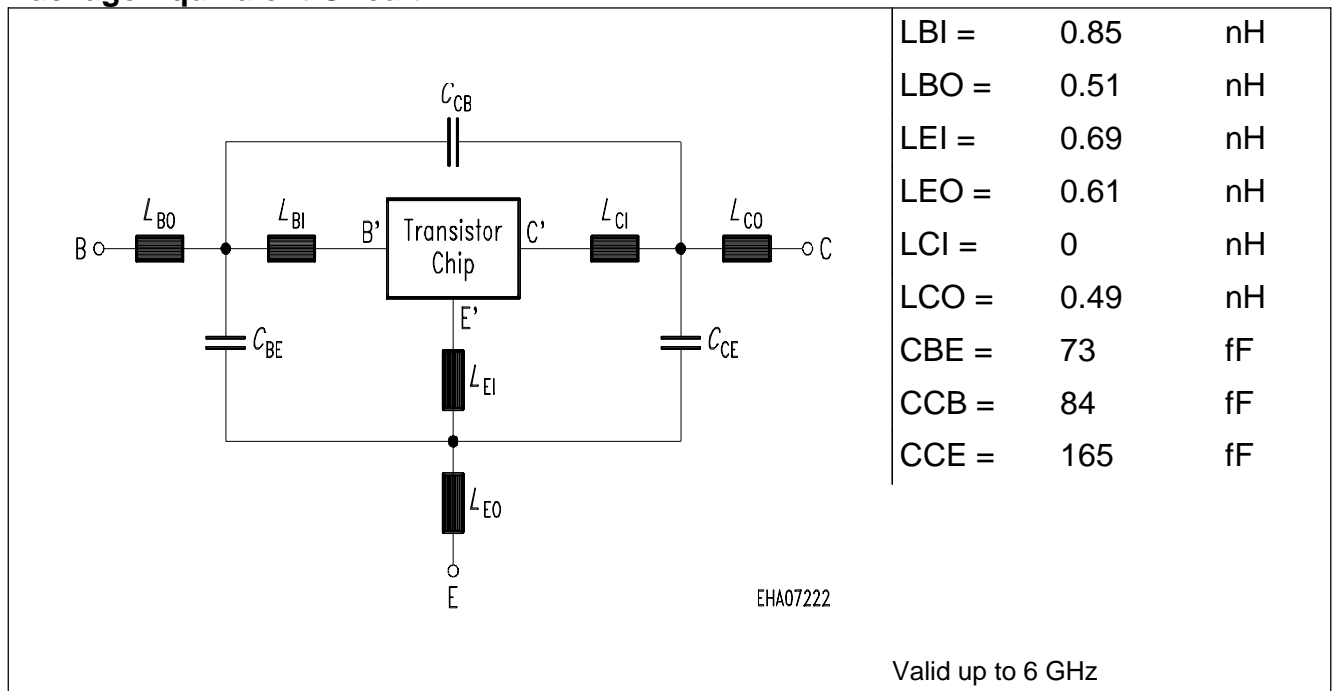 C_CB
L_BO L_BI B' Transistor Chip C' L_CI L_CO
B C
E'
C_BE C_CE
L_EI
L_EO
E
EHA07222
LBI = 0.85 nH
LBO = 0.51 nH
LEI = 0.69 nH
LEO = 0.61 nH
LCI = 0 nH
LCO = 0.49 nH
CBE = 73 fF
CCB = 84 fF
CCE = 165 fF
Valid up to 6 GHz